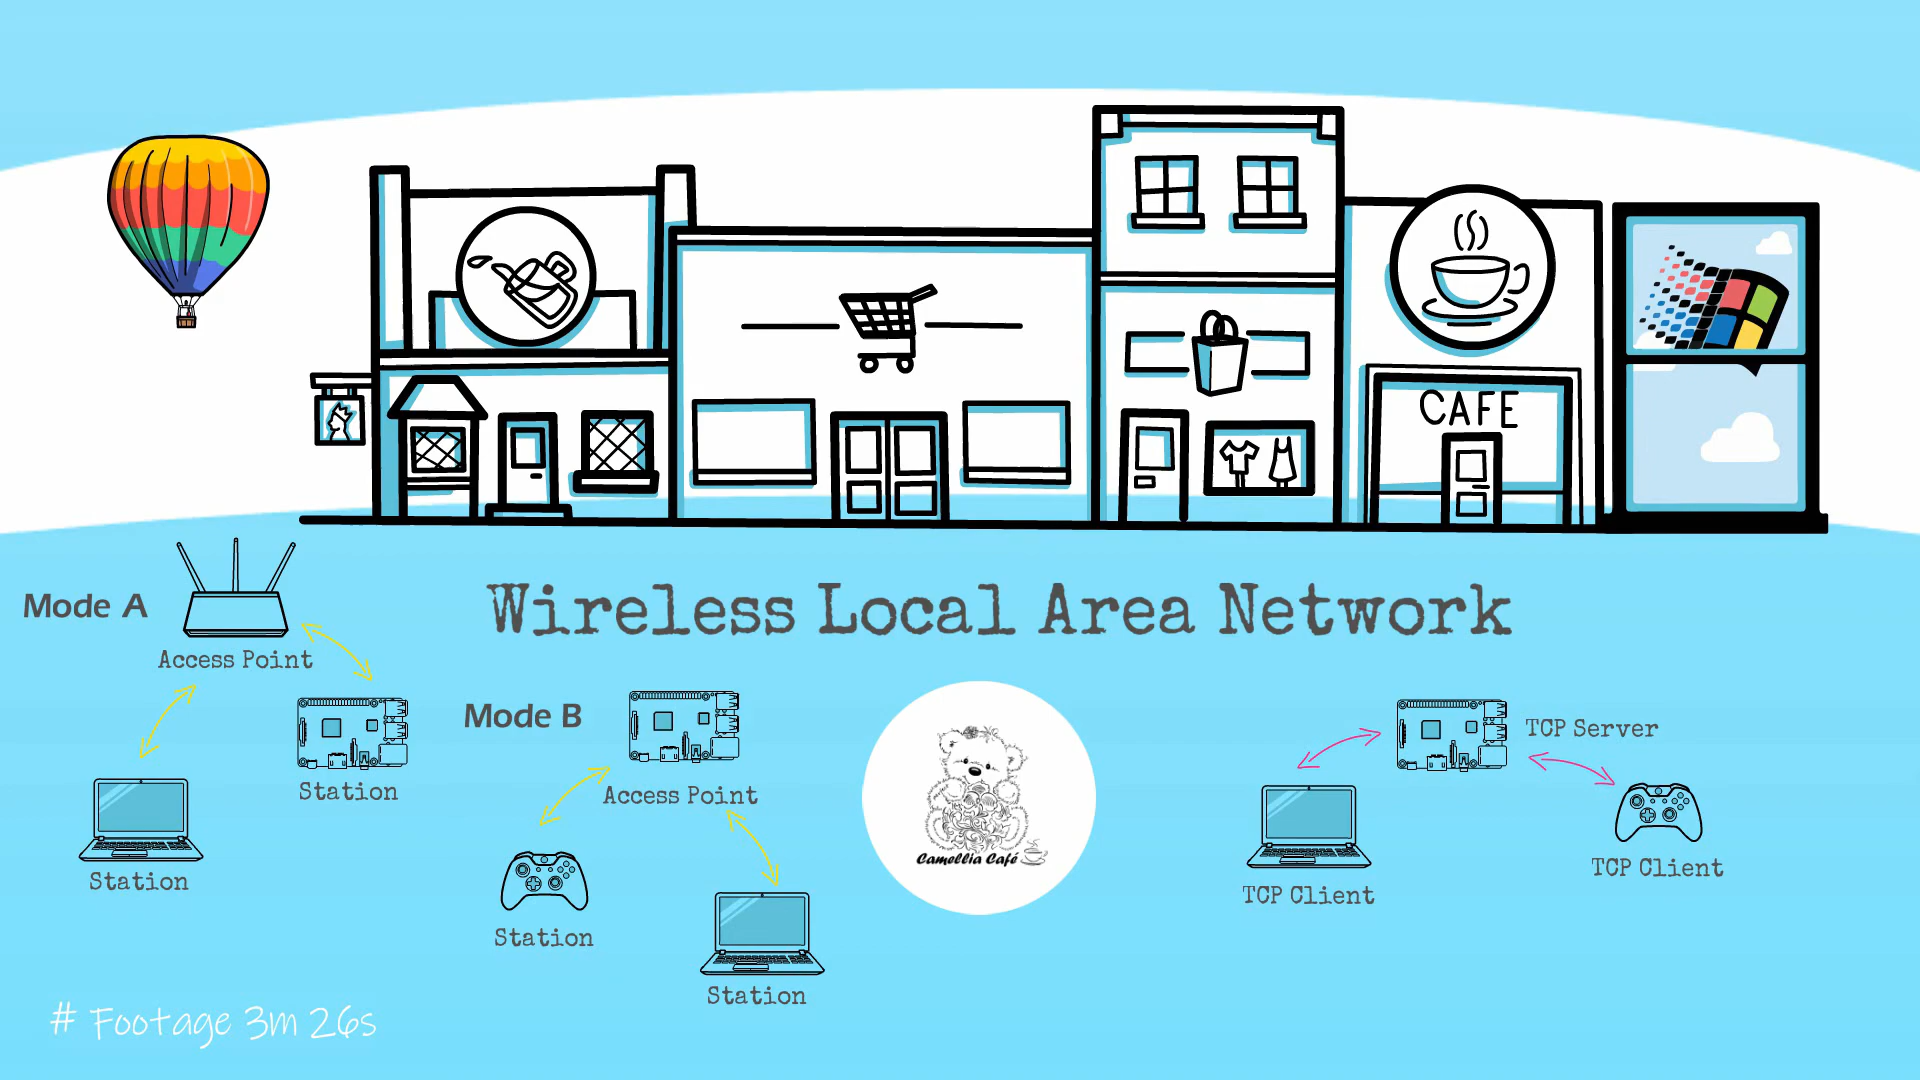 CAFE
Wireless Local Area Network
Mode A
Access Point
Station
Station
Mode B
Access Point
Station
Station
Camellia Café
TCP Server
TCP Client
TCP Client
# Footage 3m 26s